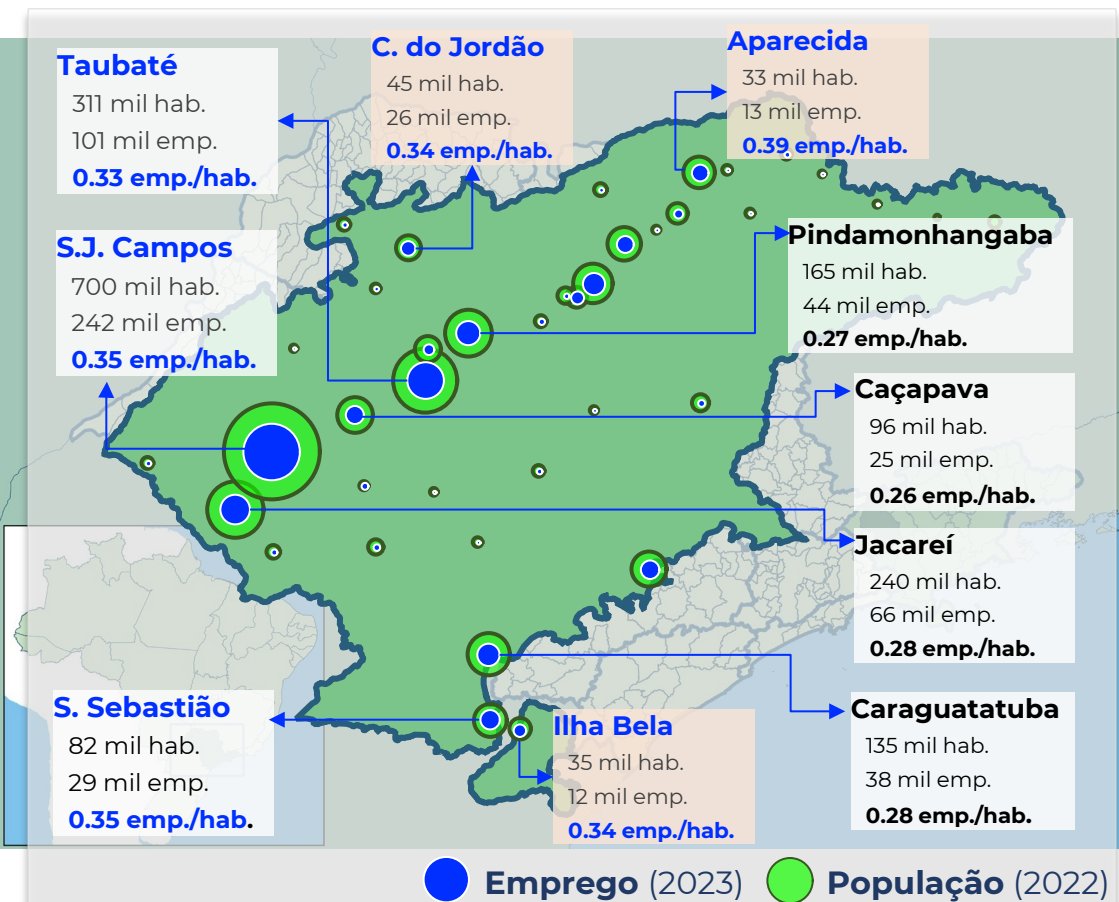 Taubaté
311 mil hab.
101 mil emp.
0.33 emp./hab.
C. do Jordão
45 mil hab.
26 mil emp.
0.34 emp./hab.
Aparecida
33 mil hab.
13 mil emp.
0.39 emp./hab.
S.J. Campos
700 mil hab.
242 mil emp.
0.35 emp./hab.
Pindamonhangaba
165 mil hab.
44 mil emp.
0.27 emp./hab.
Caçapava
96 mil hab.
25 mil emp.
0.26 emp./hab.
Jacareí
240 mil hab.
66 mil emp.
0.28 emp./hab.
S. Sebastião
82 mil hab.
29 mil emp.
0.35 emp./hab.
Ilha Bela
35 mil hab.
12 mil emp.
0.34 emp./hab.
Caraguatatuba
135 mil hab.
38 mil emp.
0.28 emp./hab.
Emprego (2023) População (2022)